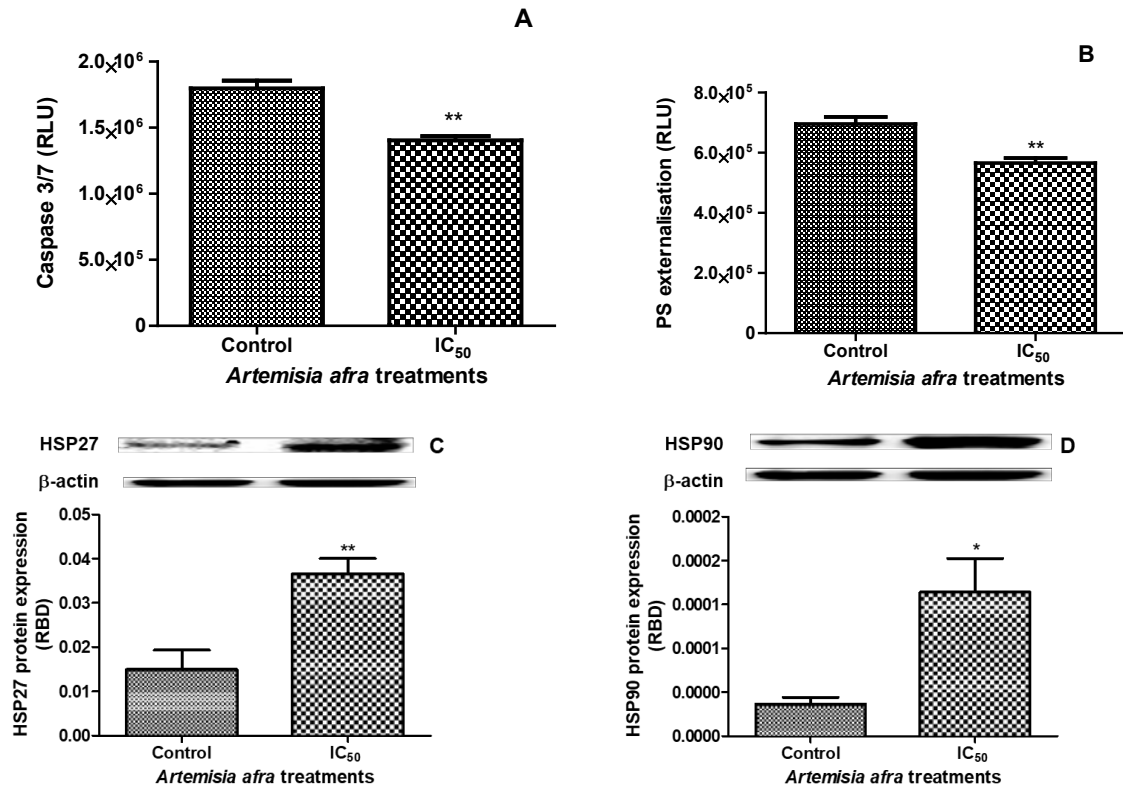 A
Caspase 3/7 (RLU)
2.0×10⁶
1.5×10⁶
1.0×10⁶
5.0×10⁵
0
**
Control
IC₅₀
Artemisia afra treatments
B
PS externalisation (RLU)
8.0×10⁵
6.0×10⁵
4.0×10⁵
2.0×10⁵
0
**
Control
IC₅₀
Artemisia afra treatments
HSP27
C
β-actin
HSP27 protein expression
(RBD)
0.05
0.04
0.03
0.02
0.01
0.00
**
Control
IC₅₀
Artemisia afra treatments
HSP90
D
β-actin
HSP90 protein expression
(RBD)
0.0002
0.0002
0.0001
0.0001
0.0000
0.0000
*
Control
IC₅₀
Artemisia afra treatments